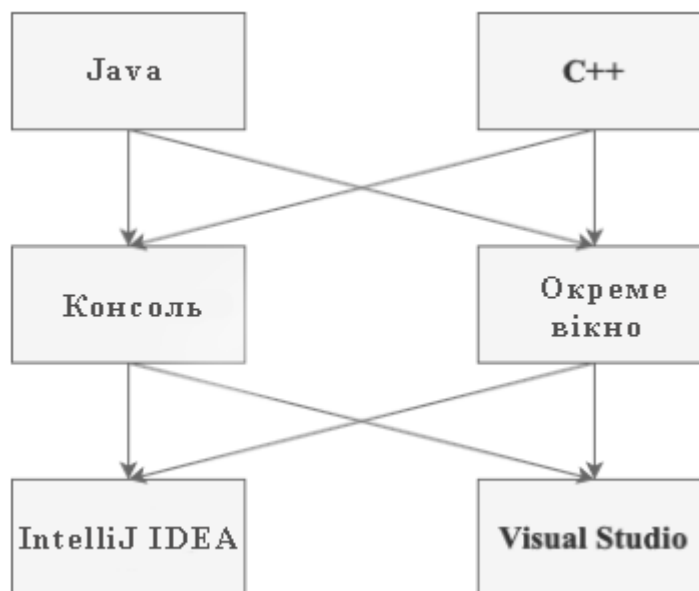 Java
C++
Консоль
Окреме
вікно
IntelliJ IDEA
Visual Studio